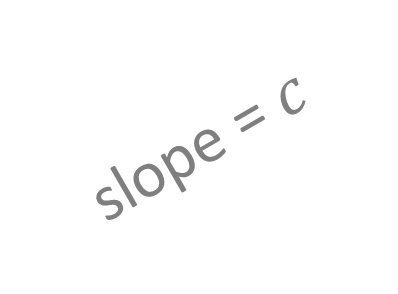 slope = c